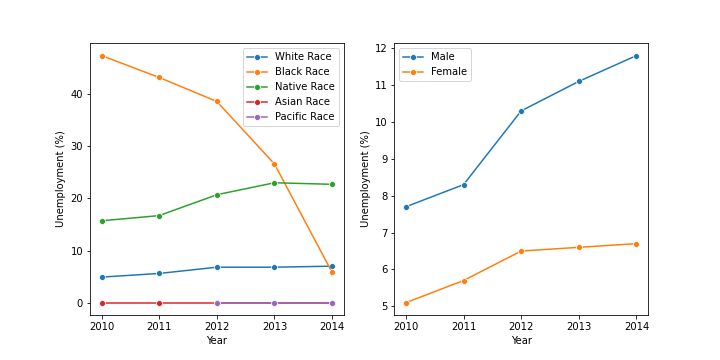 White Race
Black Race
Native Race
Asian Race
Pacific Race
Unemployment (%)
40
30
20
10
0
2010 2011 2012 2013 2014
Year
Male
Female
Unemployment (%)
12
11
10
9
8
7
6
5
2010 2011 2012 2013 2014
Year